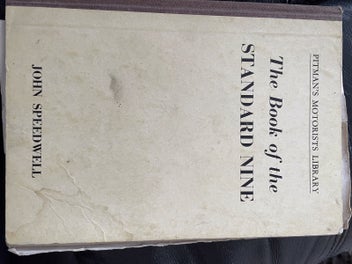 PITMAN'S MOTORISTS LIBRARY
The Book of the
STANDARD NINE
JOHN SPEEDWELL